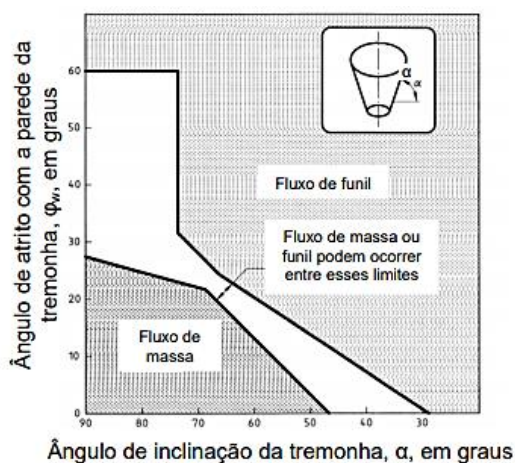 Ângulo de atrito com a parede da
tremonha, φw, em graus
60
50
40
30
20
10
0
α
α
Fluxo de funil
Fluxo de massa ou
funil podem ocorrer
entre esses limites
Fluxo de
massa
90 80 70 60 50 40 30
Ângulo de inclinação da tremonha, α, em graus